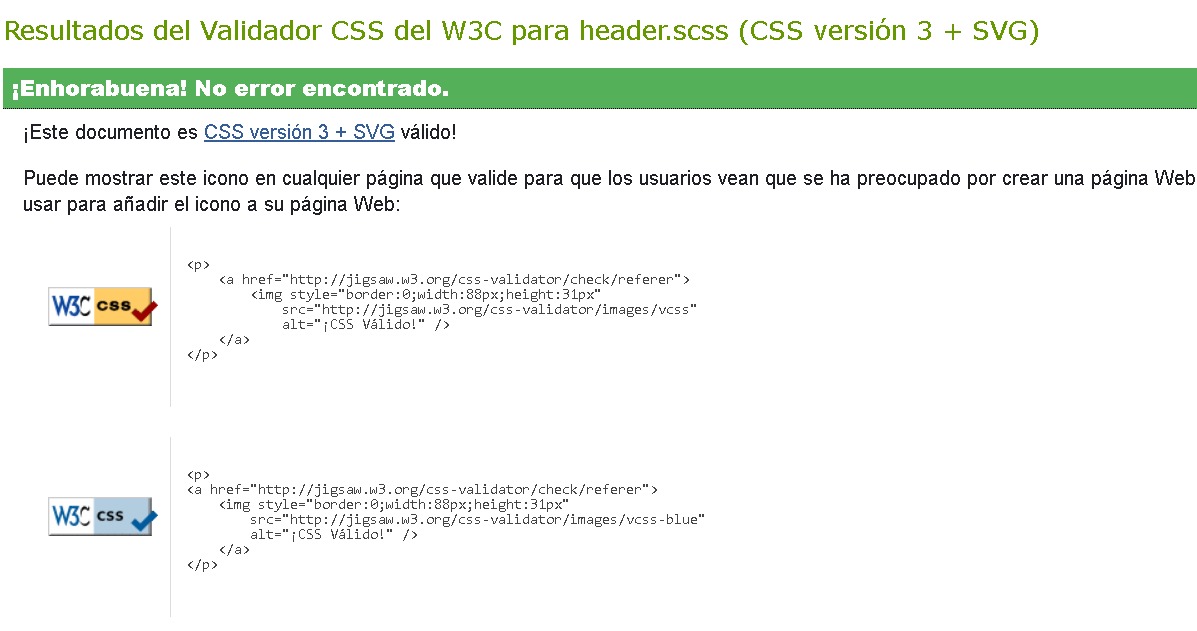 Resultados del Validador CSS del W3C para header.scss (CSS versión 3 + SVG)
¡Enhorabuena! No error encontrado.
¡Este documento es CSS versión 3 + SVG válido!
Puede mostrar este icono en cualquier página que valide para que los usuarios vean que se ha preocupado por crear una página Web
usar para añadir el icono a su página Web:
W3C css
<p>
    <a href="http://jigsaw.w3.org/css-validator/check/referer">
        <img style="border:0;width:88px;height:31px"
            src="http://jigsaw.w3.org/css-validator/images/vcss"
            alt="¡CSS Válido!" />
    </a>
</p>
W3C css
<p>
<a href="http://jigsaw.w3.org/css-validator/check/referer">
    <img style="border:0;width:88px;height:31px"
        src="http://jigsaw.w3.org/css-validator/images/vcss-blue"
        alt="¡CSS Válido!" />
    </a>
</p>